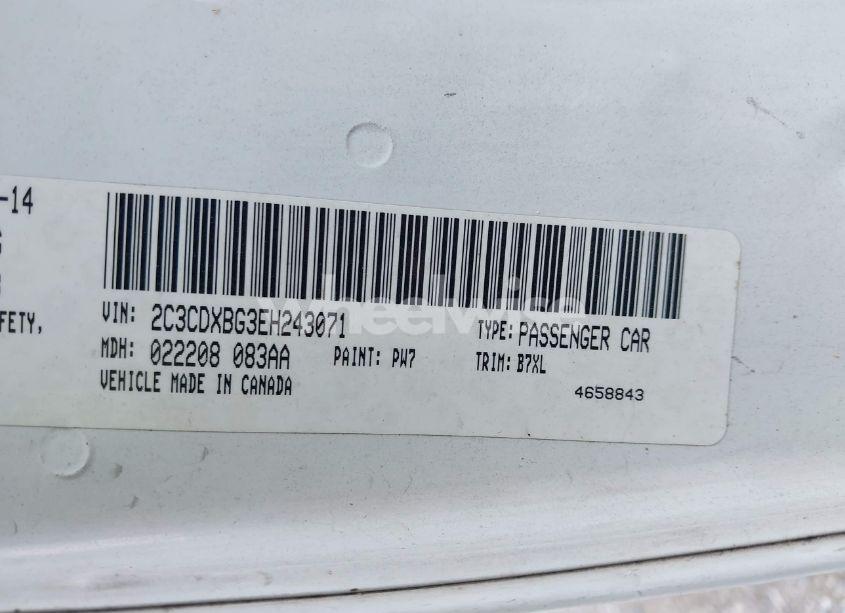 -14
FETY,
VIN: 2C3CDXBG3EH243071
TYPE: PASSENGER CAR
MDH: 022208 083AA
PAINT: PW7
TRIM: B7XL
VEHICLE MADE IN CANADA
4658843
Wheelwise